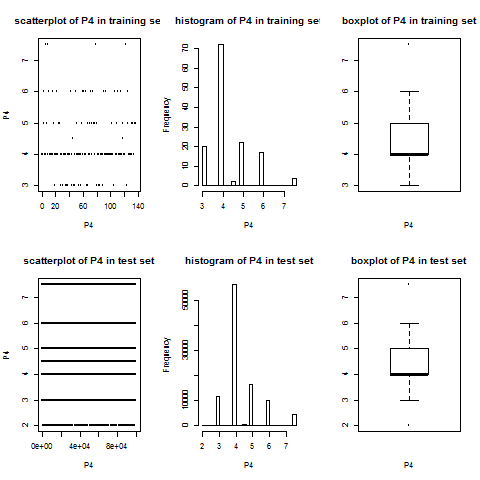 scatterplot of P4 in training se
histogram of P4 in training set
boxplot of P4 in training set
P4
3 4 5 6 7
0 20 60 100 140
P4
Frequency
0 10 20 30 40 50 60 70
3 4 5 6 7
P4
3 4 5 6 7
P4
scatterplot of P4 in test set
histogram of P4 in test set
boxplot of P4 in test set
P4
2 3 4 5 6 7
0e+00 4e+04 8e+04
P4
Frequency
0 10000 30000 50000
2 3 4 5 6 7
P4
2 3 4 5 6 7
P4